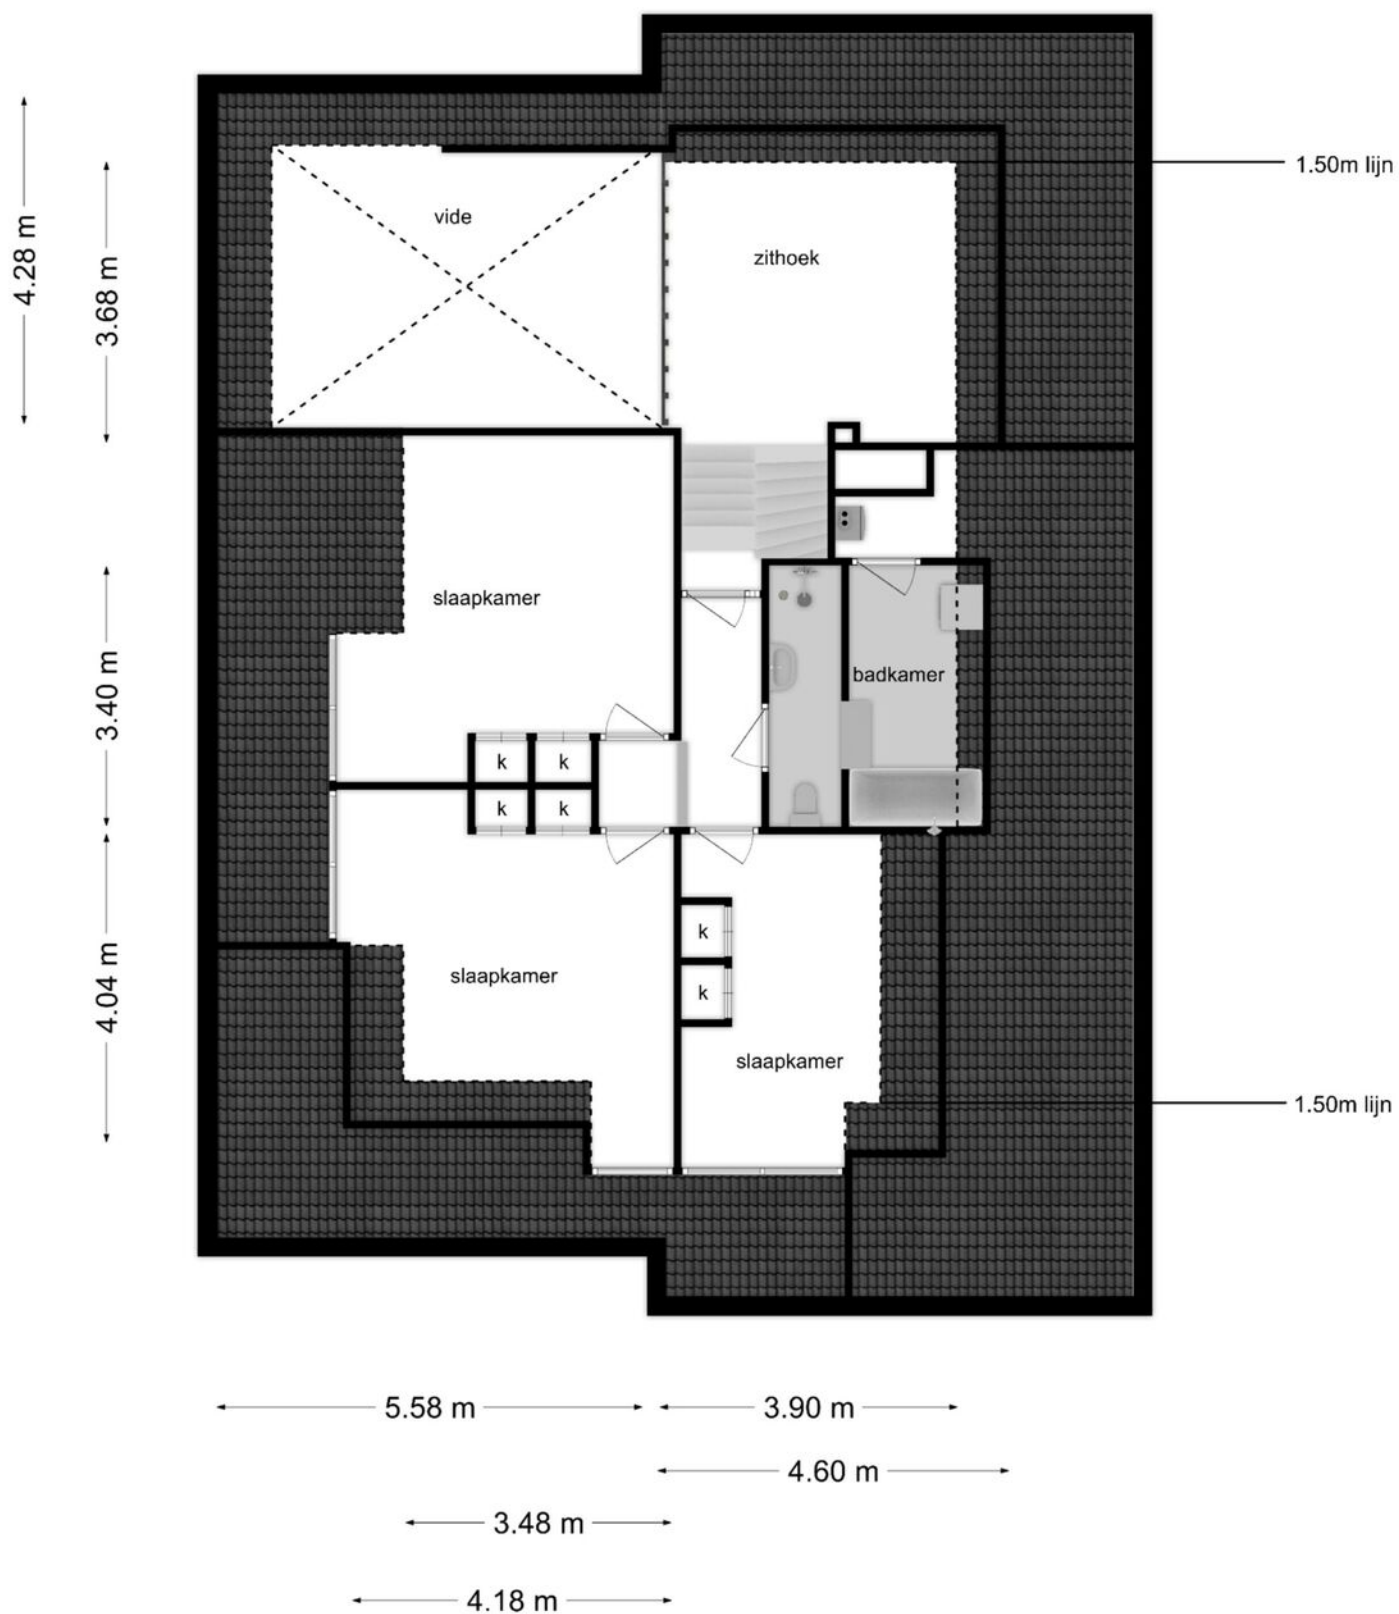 1.50m lijn
vide
4.28 m
3.68 m
zithoek
slaapkamer
3.40 m
badkamer
k
k
k
k
k
4.04 m
slaapkamer
k
slaapkamer
1.50m lijn
5.58 m
3.90 m
4.60 m
3.48 m
4.18 m